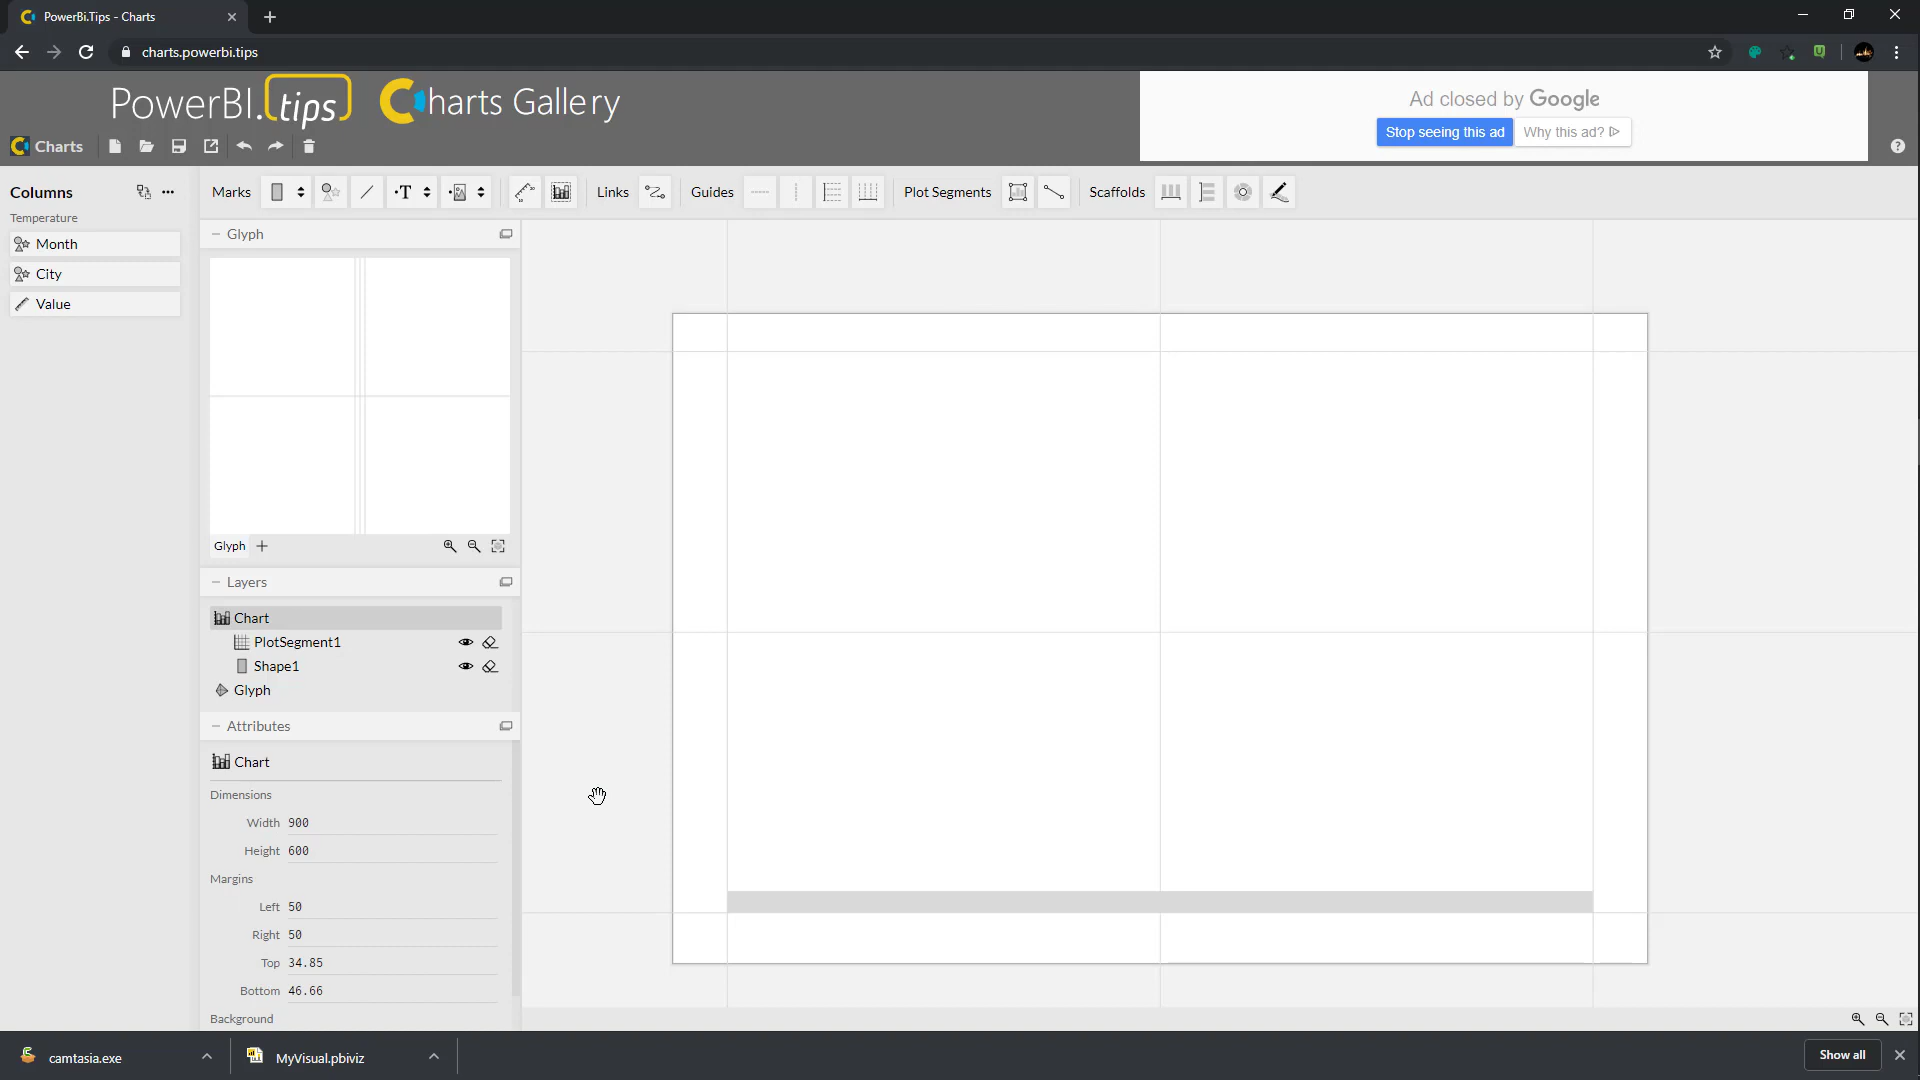 PowerBi.Tips - Charts
charts.powerbi.tips
PowerBI.tips Charts Gallery
Ad closed by Google
Stop seeing this ad Why this ad?
Charts
Columns
Temperature
Month
City
Value
Marks Links Guides Plot Segments Scaffolds
Glyph
Glyph
Layers
Chart
PlotSegment1
Shape1
Glyph
Attributes
Chart
Dimensions
Width 900
Height 600
Margins
Left 50
Right 50
Top 34.85
Bottom 46.66
Background
camtasia.exe
MyVisual.pbiviz
Show all